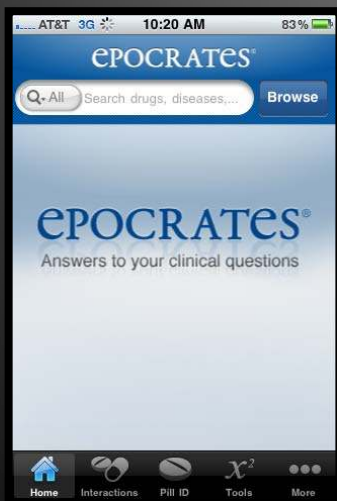 AT&T 3G 10:20 AM 83%
epocrates®
All Search drugs, diseases,... Browse
epocrates®
Answers to your clinical questions
Home Interactions Pill ID x² Tools More